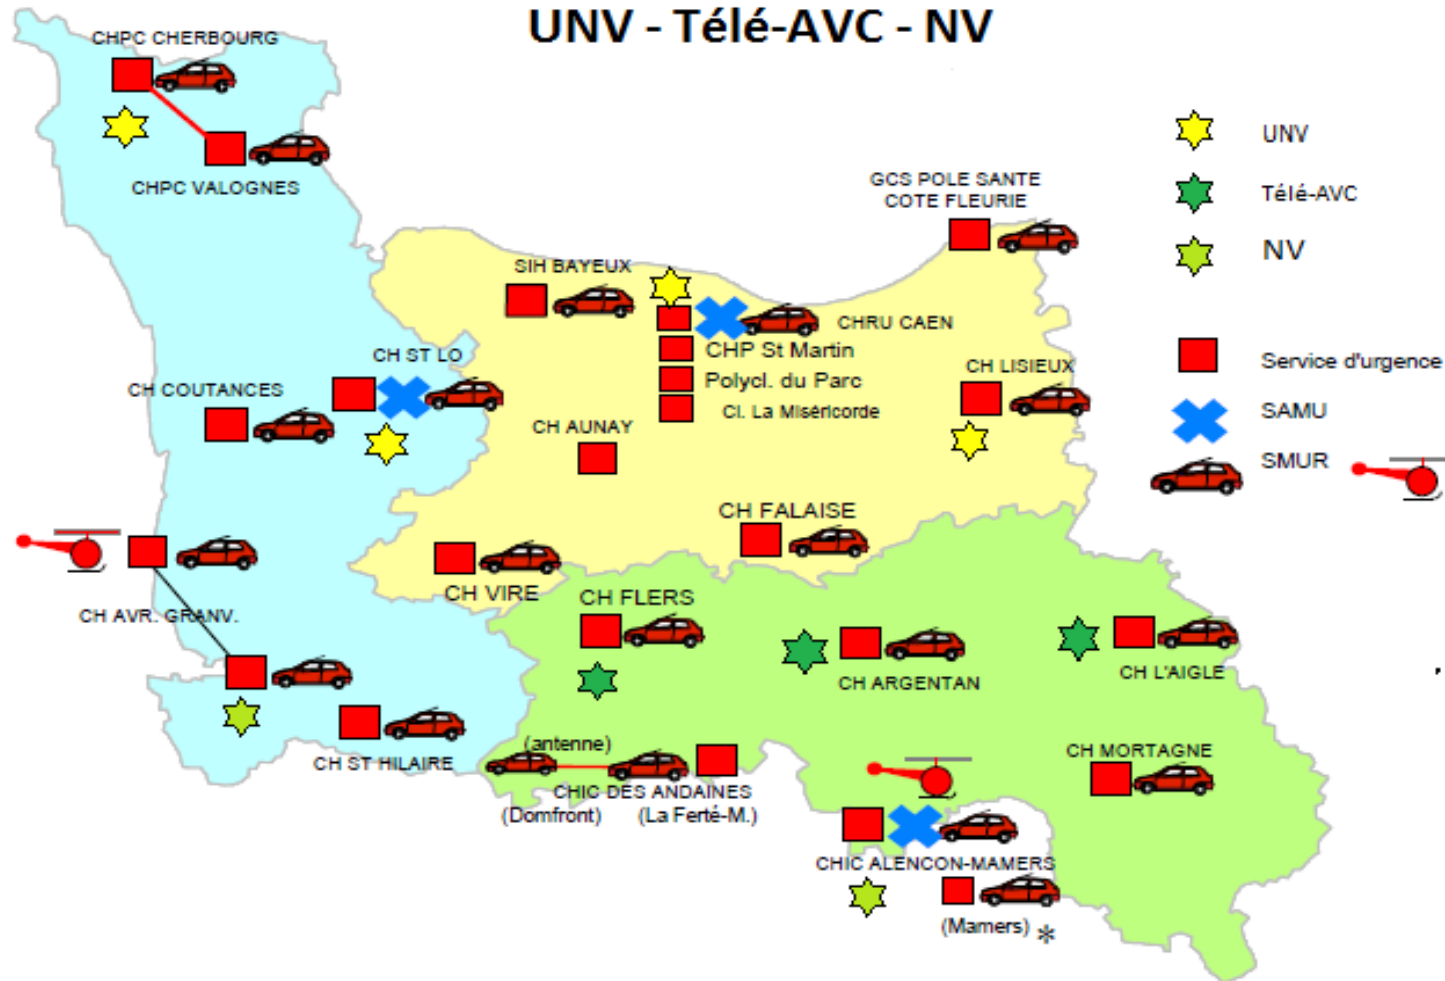 UNV - Télé-AVC - NV
CHPC CHERBOURG
CHPC VALOGNES
GCS POLE SANTE
COTE FLEURIE
UNV
Télé-AVC
NV
SIH BAYEUX
CHRU CAEN
CHP St Martin
Polycl. du Parc
Cl. La Miséricorde
CH ST LO
CH COUTANCES
CH LISIEUX
Service d'urgence
SAMU
SMUR
CH AUNAY
CH FALAISE
CH VIRE
CH AVR. GRANV.
CH FLERS
CH ARGENTAN
CH L'AIGLE
CH ST HILAIRE
(antenne)
CHIC DES ANDAINES
(Domfront) (La Ferté-M.)
CH MORTAGNE
CHIC ALENCON-MAMERS
(Mamers) *